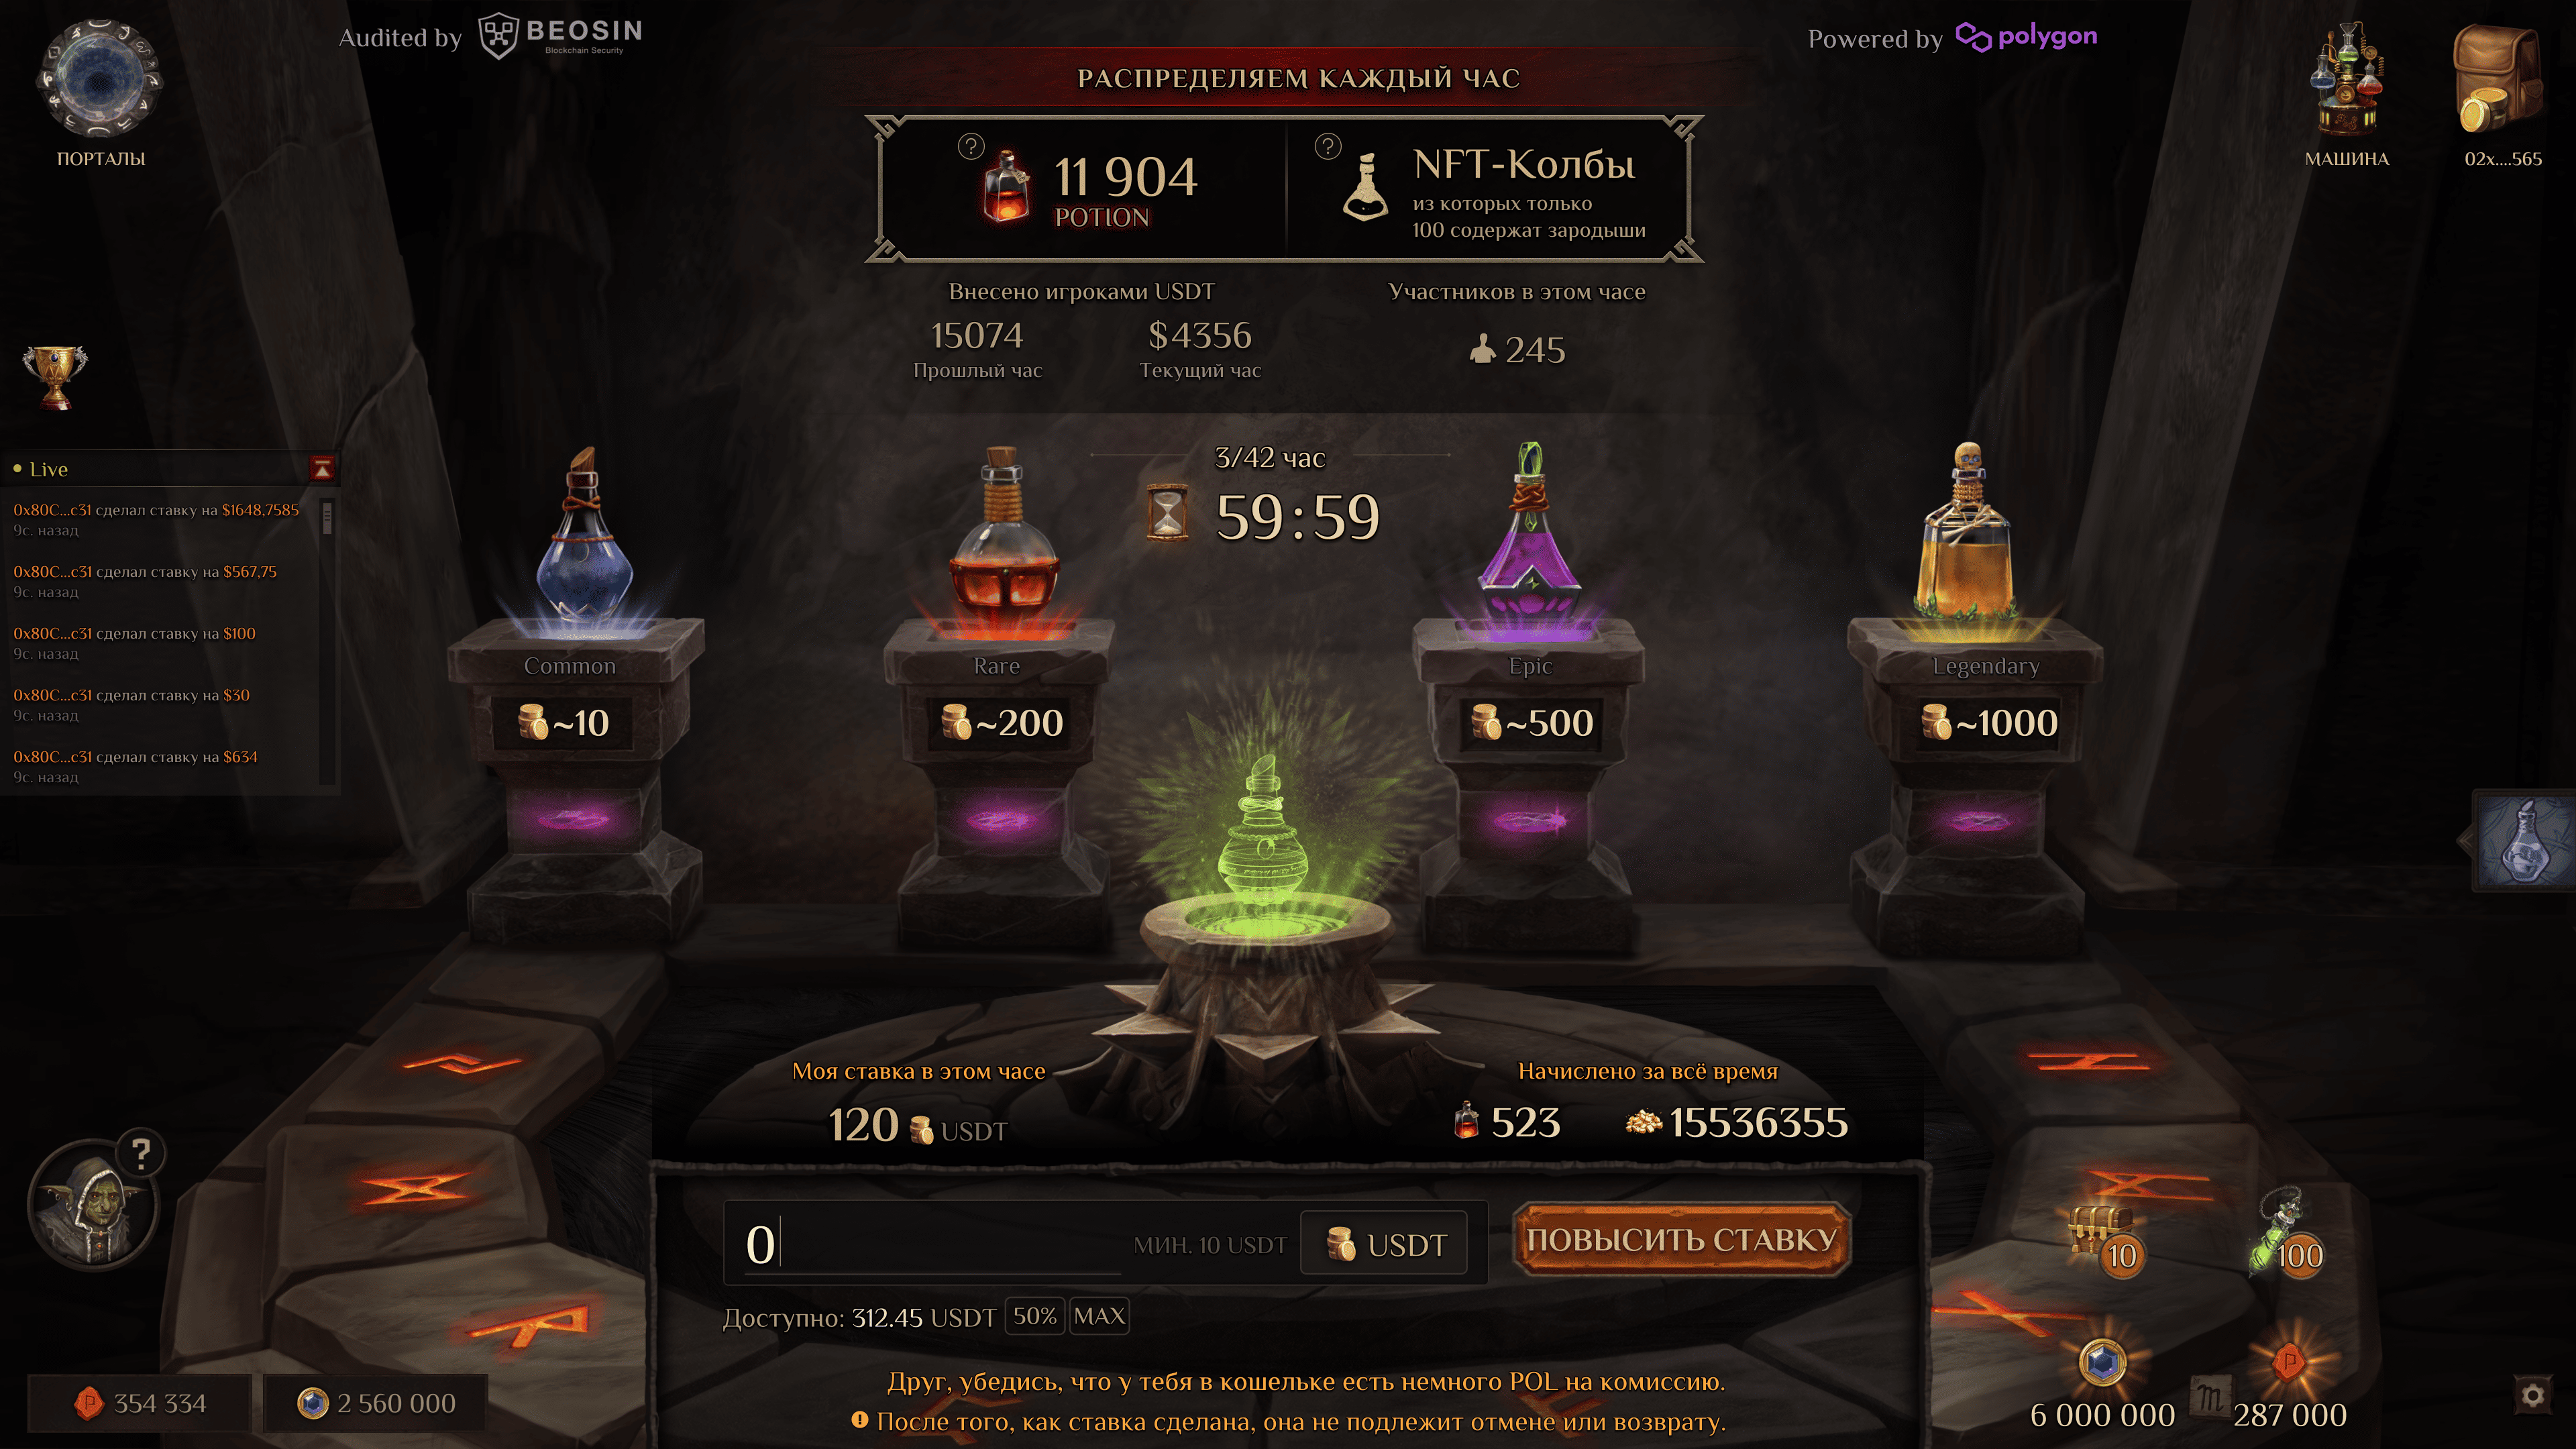 Audited by BEOSIN
Blockchain Security
Powered by polygon
РАСПРЕДЕЛЯЕМ КАЖДЫЙ ЧАС
ПОРТАЛЫ
МАШИНА
02x....565
?
11 904
POTION
?
NFT-Колбы
из которых только
100 содержат зародыши
Внесено игроками USDT
15074
Прошлый час
$4356
Текущий час
Участников в этом часе
245
3/42 час
59:59
Live
0x80C...c31 сделал ставку на $1648,7585
9с. назад
0x80C...c31 сделал ставку на $567,75
9с. назад
0x80C...c31 сделал ставку на $100
9с. назад
0x80C...c31 сделал ставку на $30
9с. назад
0x80C...c31 сделал ставку на $634
9с. назад
Common
~10
Rare
~200
Epic
~500
Legendary
~1000
Моя ставка в этом часе
120 USDT
Начислено за всё время
523
15536355
?
0
МИН. 10 USDT
USDT
ПОВЫСИТЬ СТАВКУ
Доступно: 312.45 USDT 50% MAX
Друг, убедись, что у тебя в кошельке есть немного POL на комиссию.
После того, как ставка сделана, она не подлежит отмене или возврату.
354 334
2 560 000
10
100
6 000 000
m
287 000